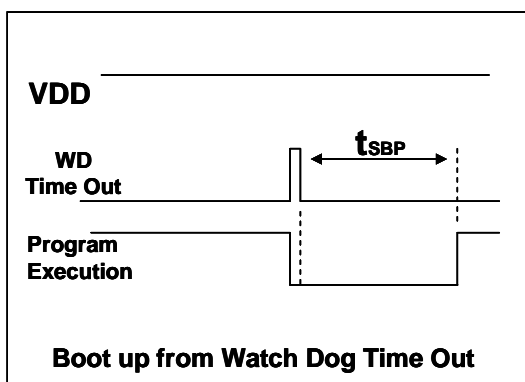 VDD
tSBP
WD
Time Out
Program
Execution
Boot up from Watch Dog Time Out